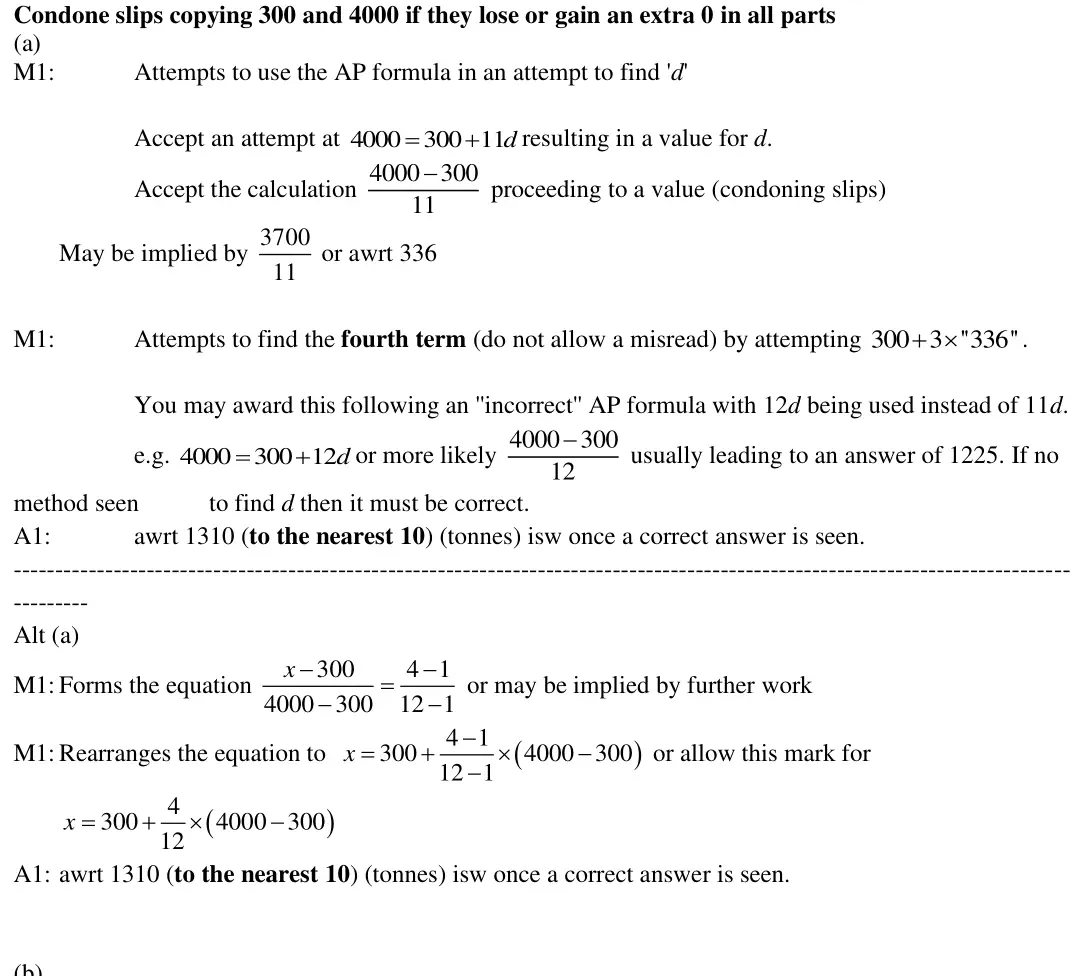 Condone slips copying 300 and 4000 if they lose or gain an extra 0 in all parts
(a)
M1: Attempts to use the AP formula in an attempt to find 'd'
Accept an attempt at 4000 = 300 + 11d resulting in a value for d.
Accept the calculation \frac{4000 − 300}{11} proceeding to a value (condoning slips)
May be implied by \frac{3700}{11} or awrt 336
M1: Attempts to find the fourth term (do not allow a misread) by attempting 300 + 3 × "336" .
You may award this following an "incorrect" AP formula with 12d being used instead of 11d.
e.g. 4000 = 300 + 12d or more likely \frac{4000 − 300}{12} usually leading to an answer of 1225. If no
method seen to find d then it must be correct.
A1: awrt 1310 (to the nearest 10) (tonnes) isw once a correct answer is seen.
--------------------------------------------------------------------------------------------------------------------------------
---------
Alt (a)
M1: Forms the equation \frac{x − 300}{4000 − 300} = \frac{4 − 1}{12 − 1} or may be implied by further work
M1: Rearranges the equation to x = 300 + \frac{4 − 1}{12 − 1} × (4000 − 300) or allow this mark for
x = 300 + \frac{4}{12} × (4000 − 300)
A1: awrt 1310 (to the nearest 10) (tonnes) isw once a correct answer is seen.
(b)